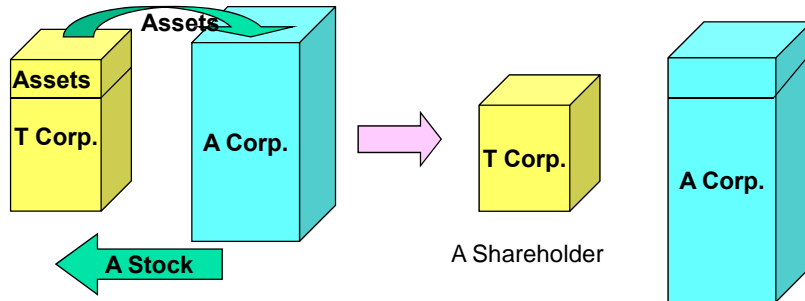 Assets
Assets
T Corp.
A Corp.
A Stock
T Corp.
A Shareholder
A Corp.